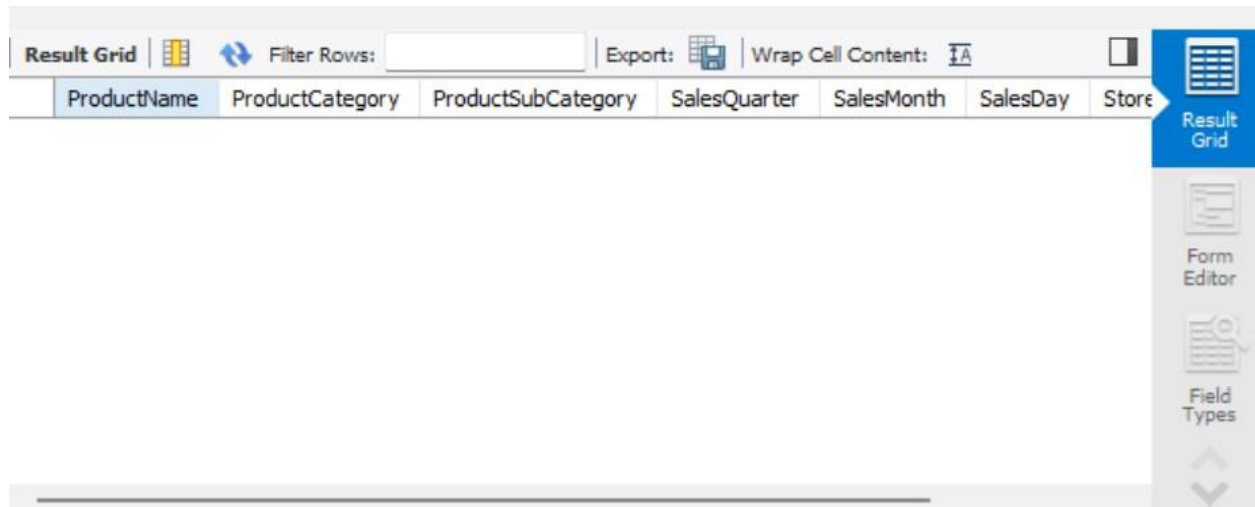 Result Grid Filter Rows: Export: Wrap Cell Content:
ProductName ProductCategory ProductSubCategory SalesQuarter SalesMonth SalesDay Store
Result
Grid
Form
Editor
Field
Types